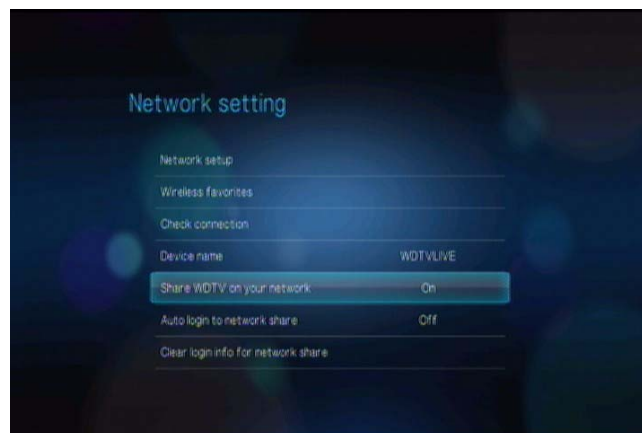 Network setting
Network setup
Wireless favorites
Check connection
Device name WDTVLIVE
Share WDTV on your network On
Auto login to network share Off
Clear login info for network share